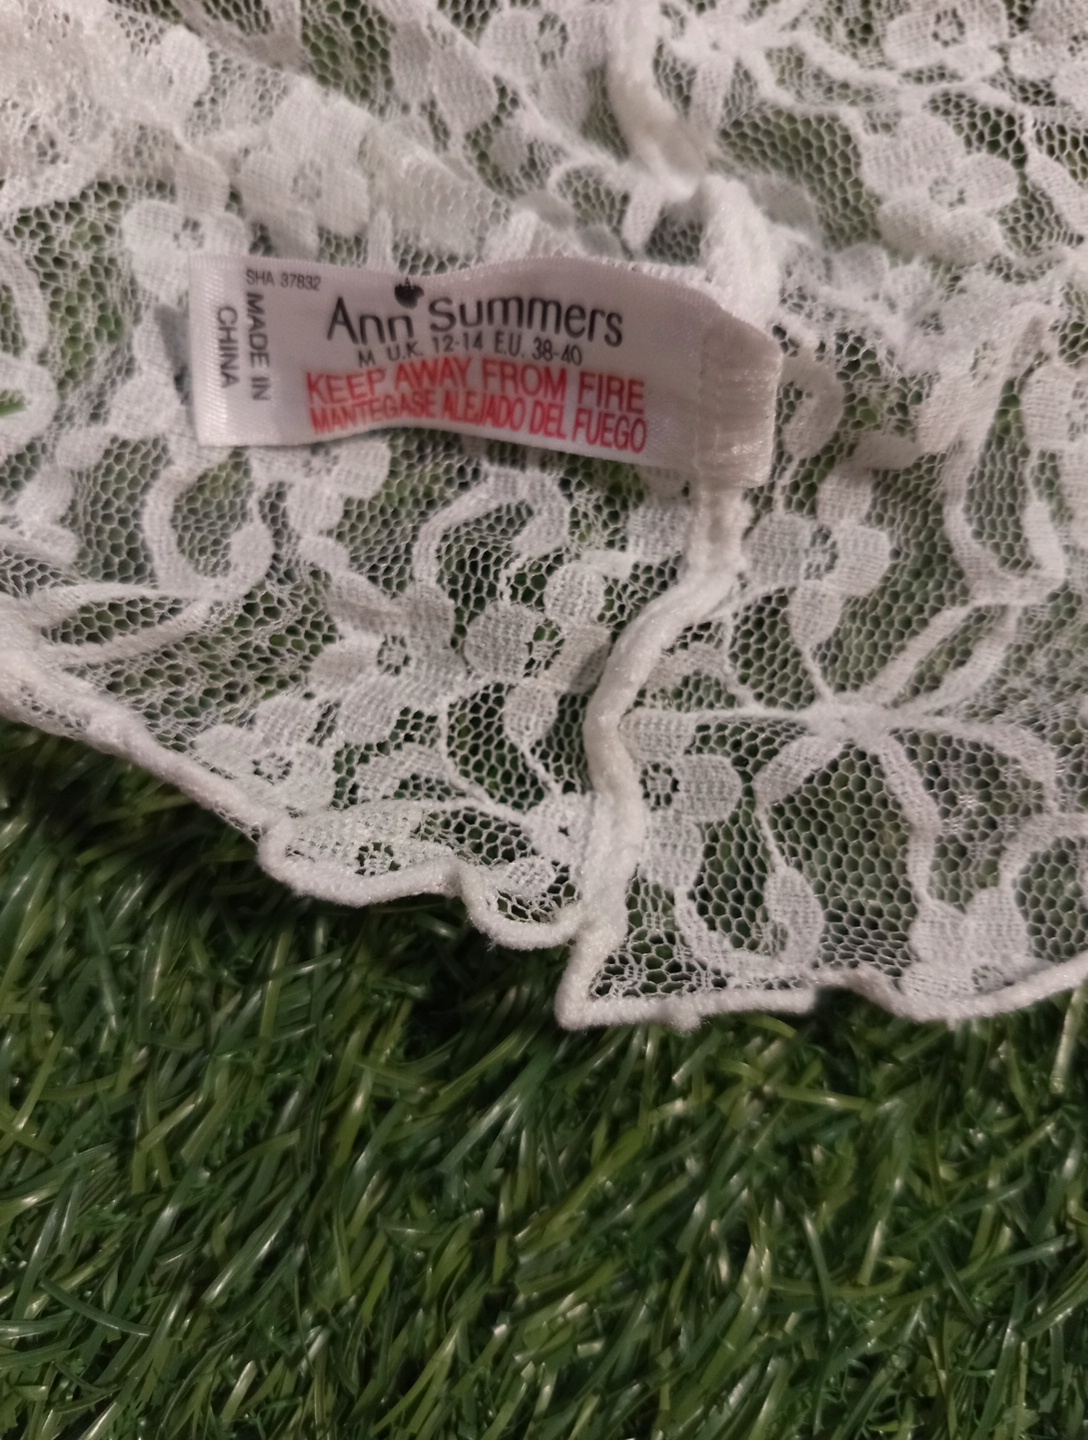 SHA 37832
MADE IN
CHINA
Ann Summers
M U.K. 12-14 E.U. 38-40
KEEP AWAY FROM FIRE
MANTEGASE ALEJADO DEL FUEGO